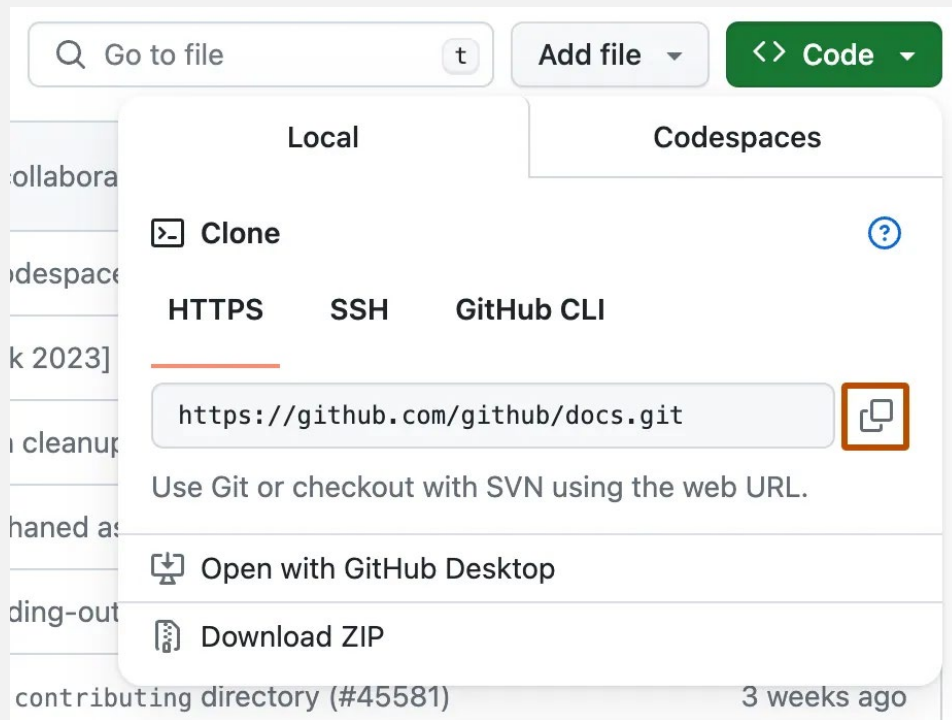 Go to file t Add file <> Code
Local Codespaces
ollabora
Clone ?
despace
HTTPS SSH GitHub CLI
k 2023]
https://github.com/github/docs.git
cleanup
Use Git or checkout with SVN using the web URL.
haned as
Open with GitHub Desktop
ding-out
Download ZIP
contributing directory (#45581) 3 weeks ago